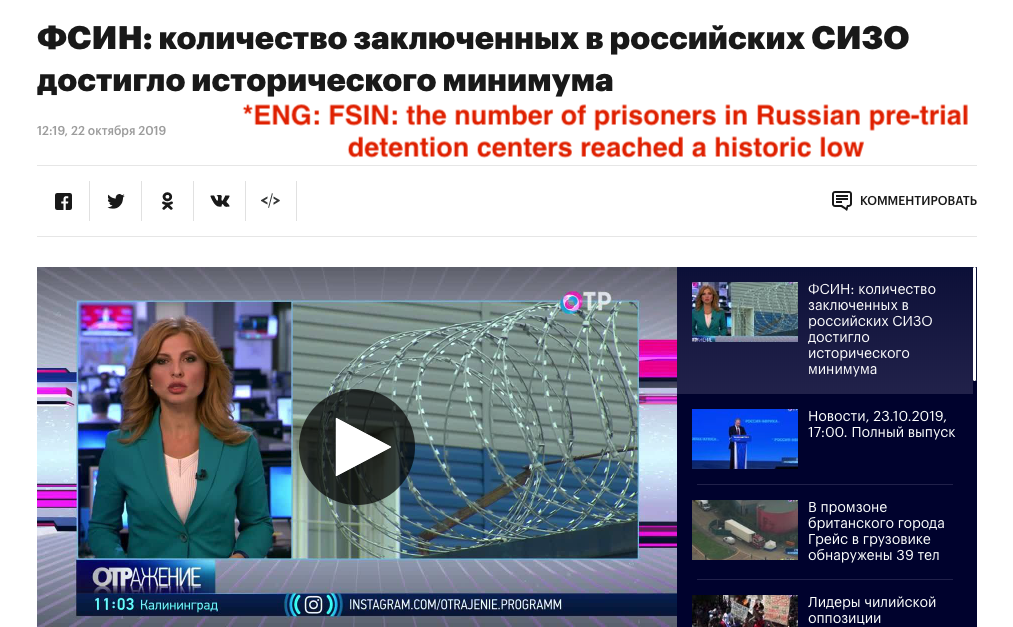 ФСИН: количество заключенных в российских СИЗО
достигло исторического минимума
*ENG: FSIN: the number of prisoners in Russian pre-trial
detention centers reached a historic low
12:19, 22 октября 2019
</>
КОММЕНТИРОВАТЬ
ОТР
ОТРАЖЕНИЕ
11:03 Калининград
INSTAGRAM.COM/OTRAJENIE.PROGRAMM
ФСИН: количество
заключенных в
российских СИЗО
достигло
исторического
минимума
Новости, 23.10.2019,
17:00. Полный выпуск
В промзоне
британского города
Грейс в грузовике
обнаружены 39 тел
Лидеры чилийской
оппозиции